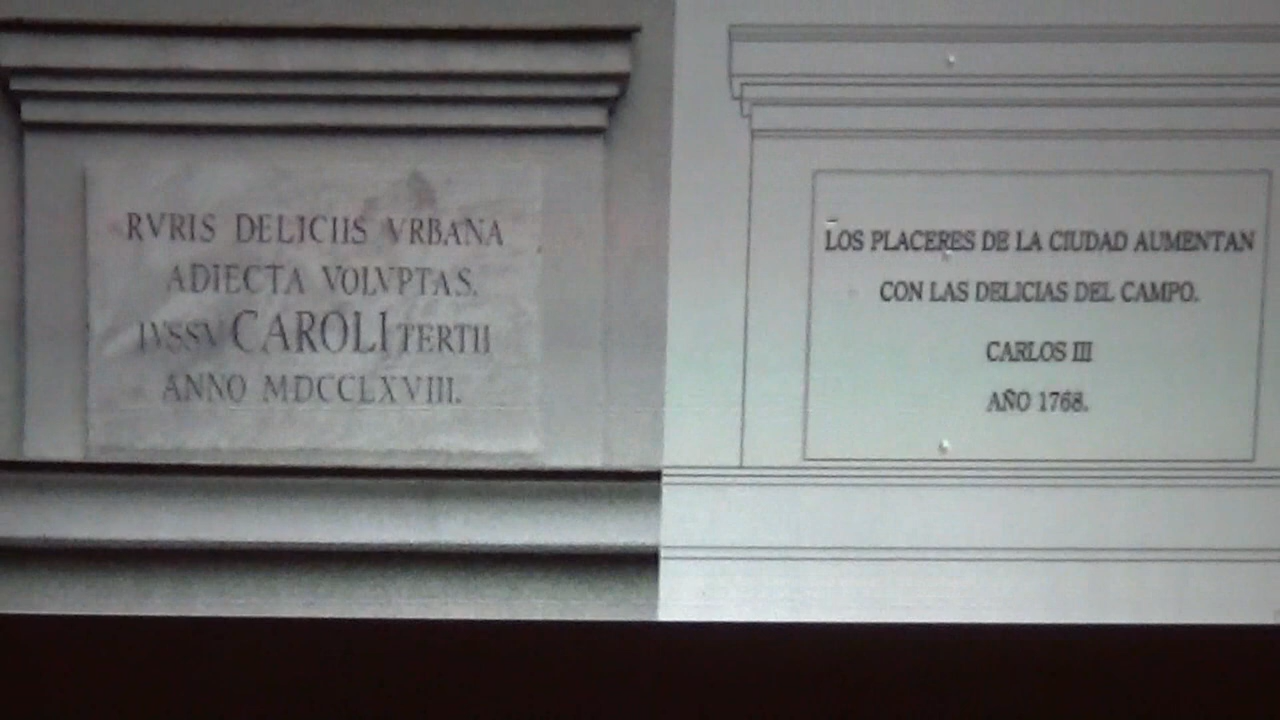 RVRIS DELICIIS VRBANA
ADIECTA VOLVPTAS.
IVSSV CAROLI TERTII
ANNO MDCCLXVIII.
LOS PLACERES DE LA CIUDAD AUMENTAN
CON LAS DELICIAS DEL CAMPO.
CARLOS III
AÑO 1768.